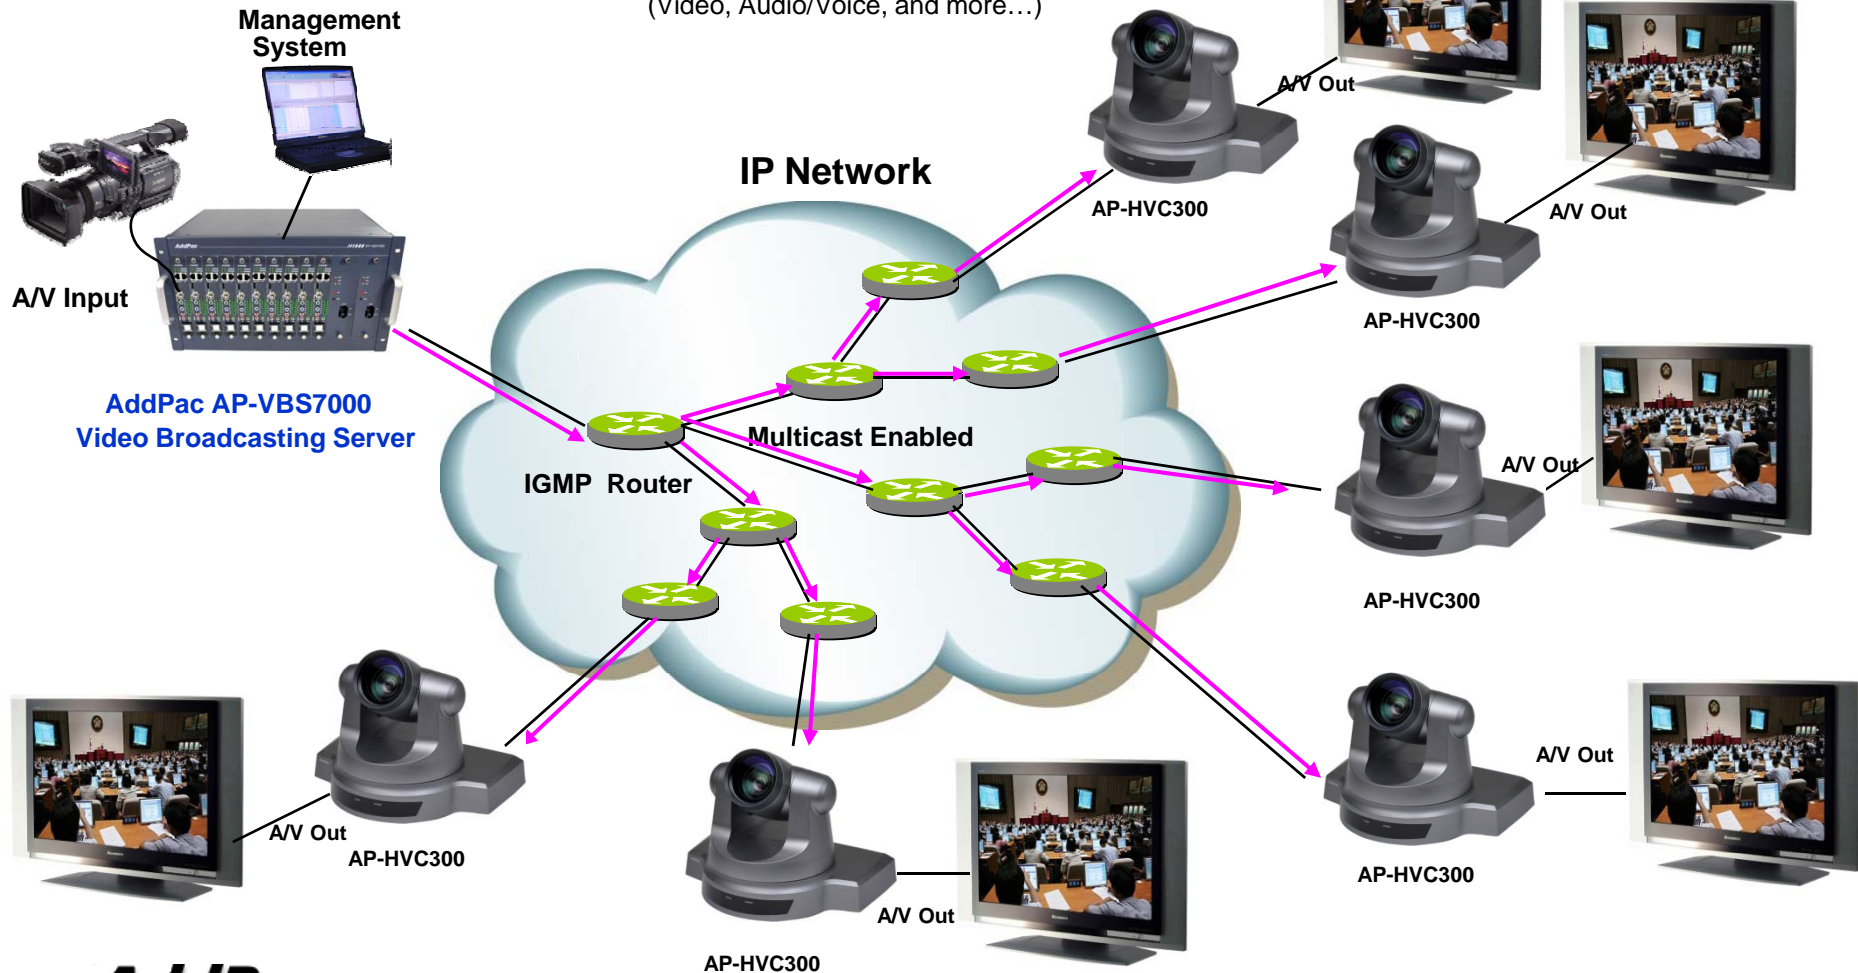 (Video, Audio/Voice, and more…)
Management
System
A/V Out
IP Network
AP-HVC300
A/V Out
AddPac
A/V Input
AP-HVC300
AddPac AP-VBS7000
Video Broadcasting Server
Multicast Enabled
A/V Out
IGMP Router
AP-HVC300
A/V Out
A/V Out
AP-HVC300
AP-HVC300
A/V Out
AP-HVC300